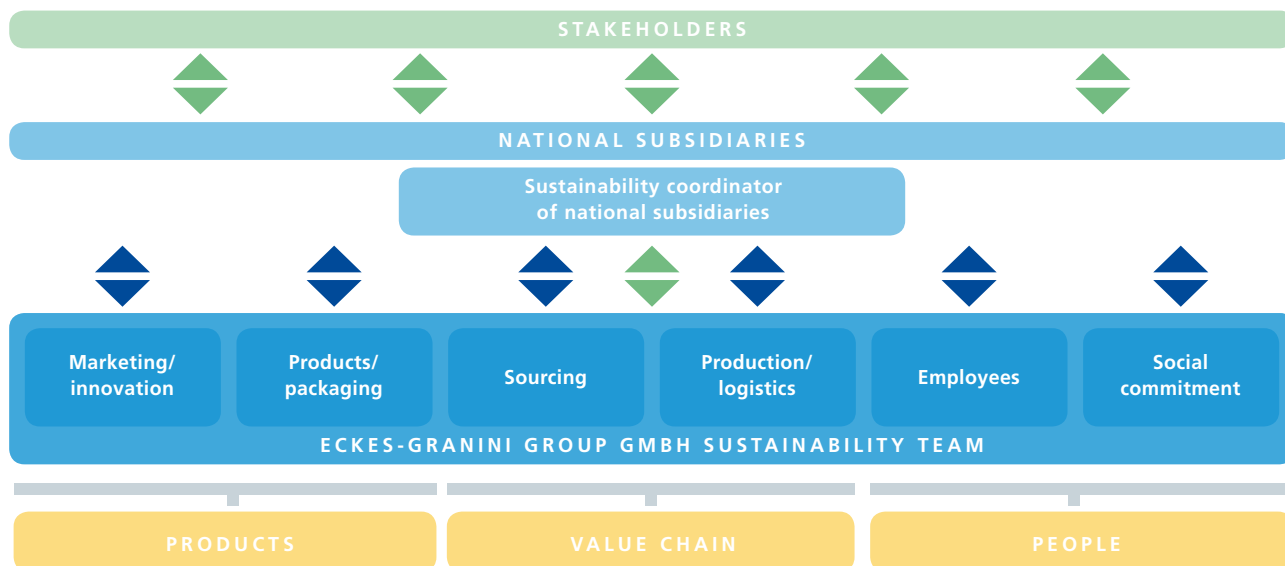 STAKEHOLDERS
NATIONAL SUBSIDIARIES
Sustainability coordinator
of national subsidiaries
Marketing/
innovation
Products/
packaging
Sourcing
Production/
logistics
Employees
Social
commitment
ECKES-GRANINI GROUP GMBH SUSTAINABILITY TEAM
PRODUCTS
VALUE CHAIN
PEOPLE